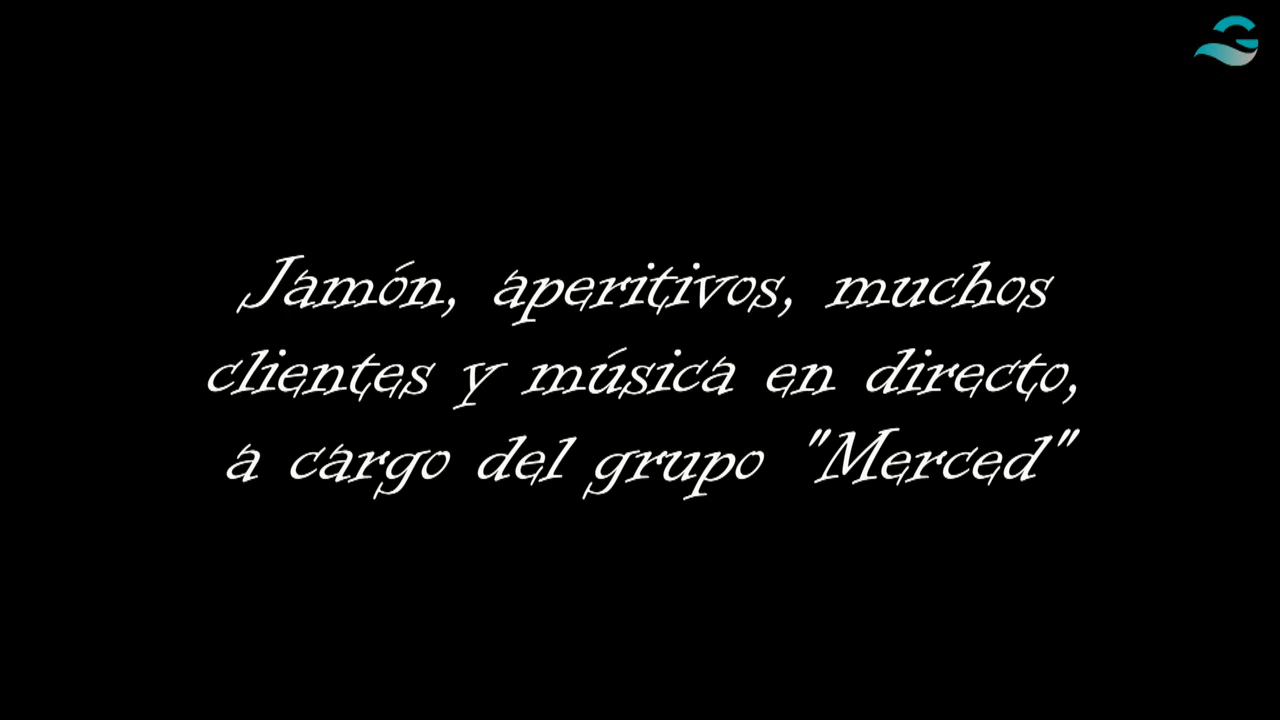 Jamón, aperitivos, muchos
clientes y música en directo,
a cargo del grupo "Merced"